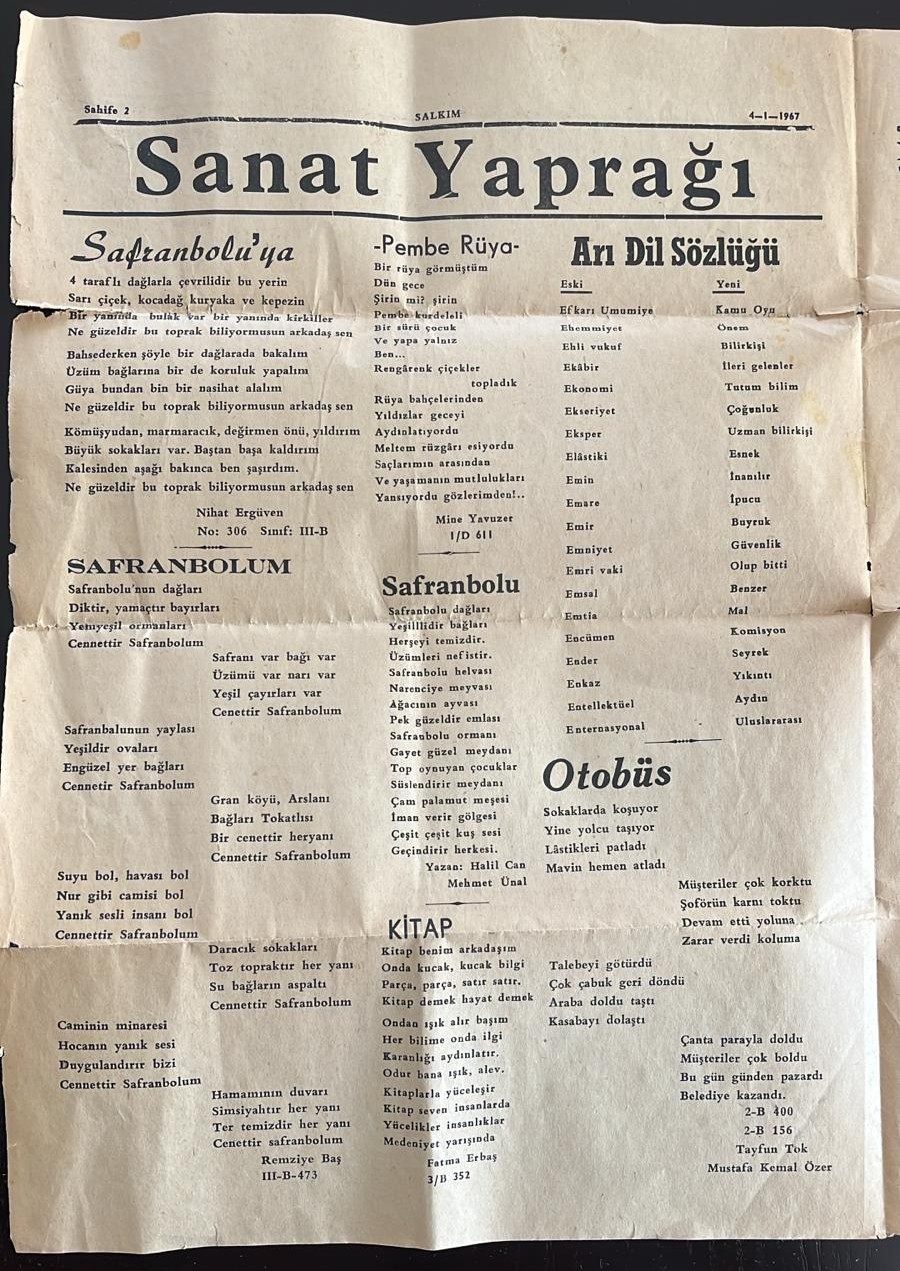 Sahife 2
SALKIM
4—1—1967
Sanat Yaprağı
Safranbolu'ya
4 taraflı dağlarla çevrilidir bu yerin
Sarı çiçek, kocadağ kuryaka ve kepezin
Bir yanında bulak var bir yanında kirkiller
Ne güzeldir bu toprak biliyormusun arkadaş sen
Bahsederken şöyle bir dağlarada bakalım
Üzüm bağlarına bir de koruluk yapalım
Güya bundan bin bir nasihat alalım
Ne güzeldir bu toprak biliyormusun arkadaş sen
Kömüşyudan, marmaracık, değirmen önü, yıldırım
Büyük sokakları var. Baştan başa kaldırım
Kalesinden aşağı bakınca ben şaşırdım.
Ne güzeldir bu toprak biliyormusun arkadaş sen
Nihat Ergüven
No: 306 Sınıf: III-B
SAFRANBOLUM
Safranbolu'nun dağları
Diktir, yamaçtır bayırları
Yemyeşil ormanları
Cennettir Safranbolum
Safranı var bağı var
Üzümü var narı var
Yeşil çayırları var
Cenettir Safranbolum
Safranbalunun yaylası
Yeşildir ovaları
Engüzel yer bağları
Cennetir Safranbolum
Gran köyü, Arslanı
Bağları Tokatlısı
Bir cenettir heryanı
Cennettir Safranbolum
Suyu bol, havası bol
Nur gibi camisi bol
Yanık sesli insanı bol
Cennettir Safranbolum
Daracık sokakları
Toz topraktır her yanı
Su bağların aspaltı
Cennettir Safranbolum
Caminin minaresi
Hocanın yanık sesi
Duygulandırır bizi
Cennettir Safranbolum
Hamamının duvarı
Simsiyahtır her yanı
Ter temizdir her yanı
Cenettir safranbolum
Remziye Baş
III-B-473
-Pembe Rüya-
Bir rüya görmüştüm
Dün gece
Şirin mi? şirin
Pembe kurdeleli
Bir sürü çocuk
Ve yapa yalnız
Ben...
Rengârenk çiçekler
topladık
Rüya bahçelerinden
Yıldızlar geceyi
Aydınlatıyordu
Meltem rüzgârı esiyordu
Saçlarımın arasından
Ve yaşamanın mutlulukları
Yansıyordu gözlerimden!..
Mine Yavuzer
1/D 611
Safranbolu
Safranbolu dağları
Yeşilllidir bağları
Herşeyi temizdir.
Üzümleri nefistir.
Safranbolu helvası
Narenciye meyvası
Ağacının ayvası
Pek güzeldir emlası
Safranbolu ormanı
Gayet güzel meydanı
Top oynuyan çocuklar
Süslendirir meydanı
Çam palamut meşesi
İman verir gölgesi
Çeşit çeşit kuş sesi
Geçindirir herkesi.
Yazan: Halil Can
Mehmet Ünal
KİTAP
Kitap benim arkadaşım
Onda kucak, kucak bilgi
Parça, parça, satır satır.
Kitap demek hayat demek
Ondan ışık alır başım
Her bilime onda ilgi
Karanlığı aydınlatır.
Odur bana ışık, alev.
Kitaplarla yüceleşir
Kitap seven insanlarda
Yücelikler insanlıklar
Medeniyet yarışında
Fatma Erbaş
3/B 352
Arı Dil Sözlüğü
Eski Yeni
Efkarı Umumiye Kamu Oyu
Ehemmiyet Önem
Ehli vukuf Bilirkişi
Ekâbir İleri gelenler
Ekonomi Tutum bilim
Ekseriyet Çoğunluk
Eksper Uzman bilirkişi
Elâstiki Esnek
Emin İnanılır
Emare İpucu
Emir Buyruk
Emniyet Güvenlik
Emri vaki Olup bitti
Emsal Benzer
Emtia Mal
Encümen Komisyon
Ender Seyrek
Enkaz Yıkıntı
Entellektüel Aydın
Enternasyonal Uluslararası
Otobüs
Sokaklarda koşuyor
Yine yolcu taşıyor
Lâstikleri patladı
Mavin hemen atladı
Müşteriler çok korktu
Şoförün karnı toktu
Devam etti yoluna
Zarar verdi koluma
Talebeyi götürdü
Çok çabuk geri döndü
Araba doldu taştı
Kasabayı dolaştı
Çanta parayla doldu
Müşteriler çok boldu
Bu gün günden pazardı
Belediye kazandı.
2-B 400
2-B 156
Tayfun Tok
Mustafa Kemal Özer